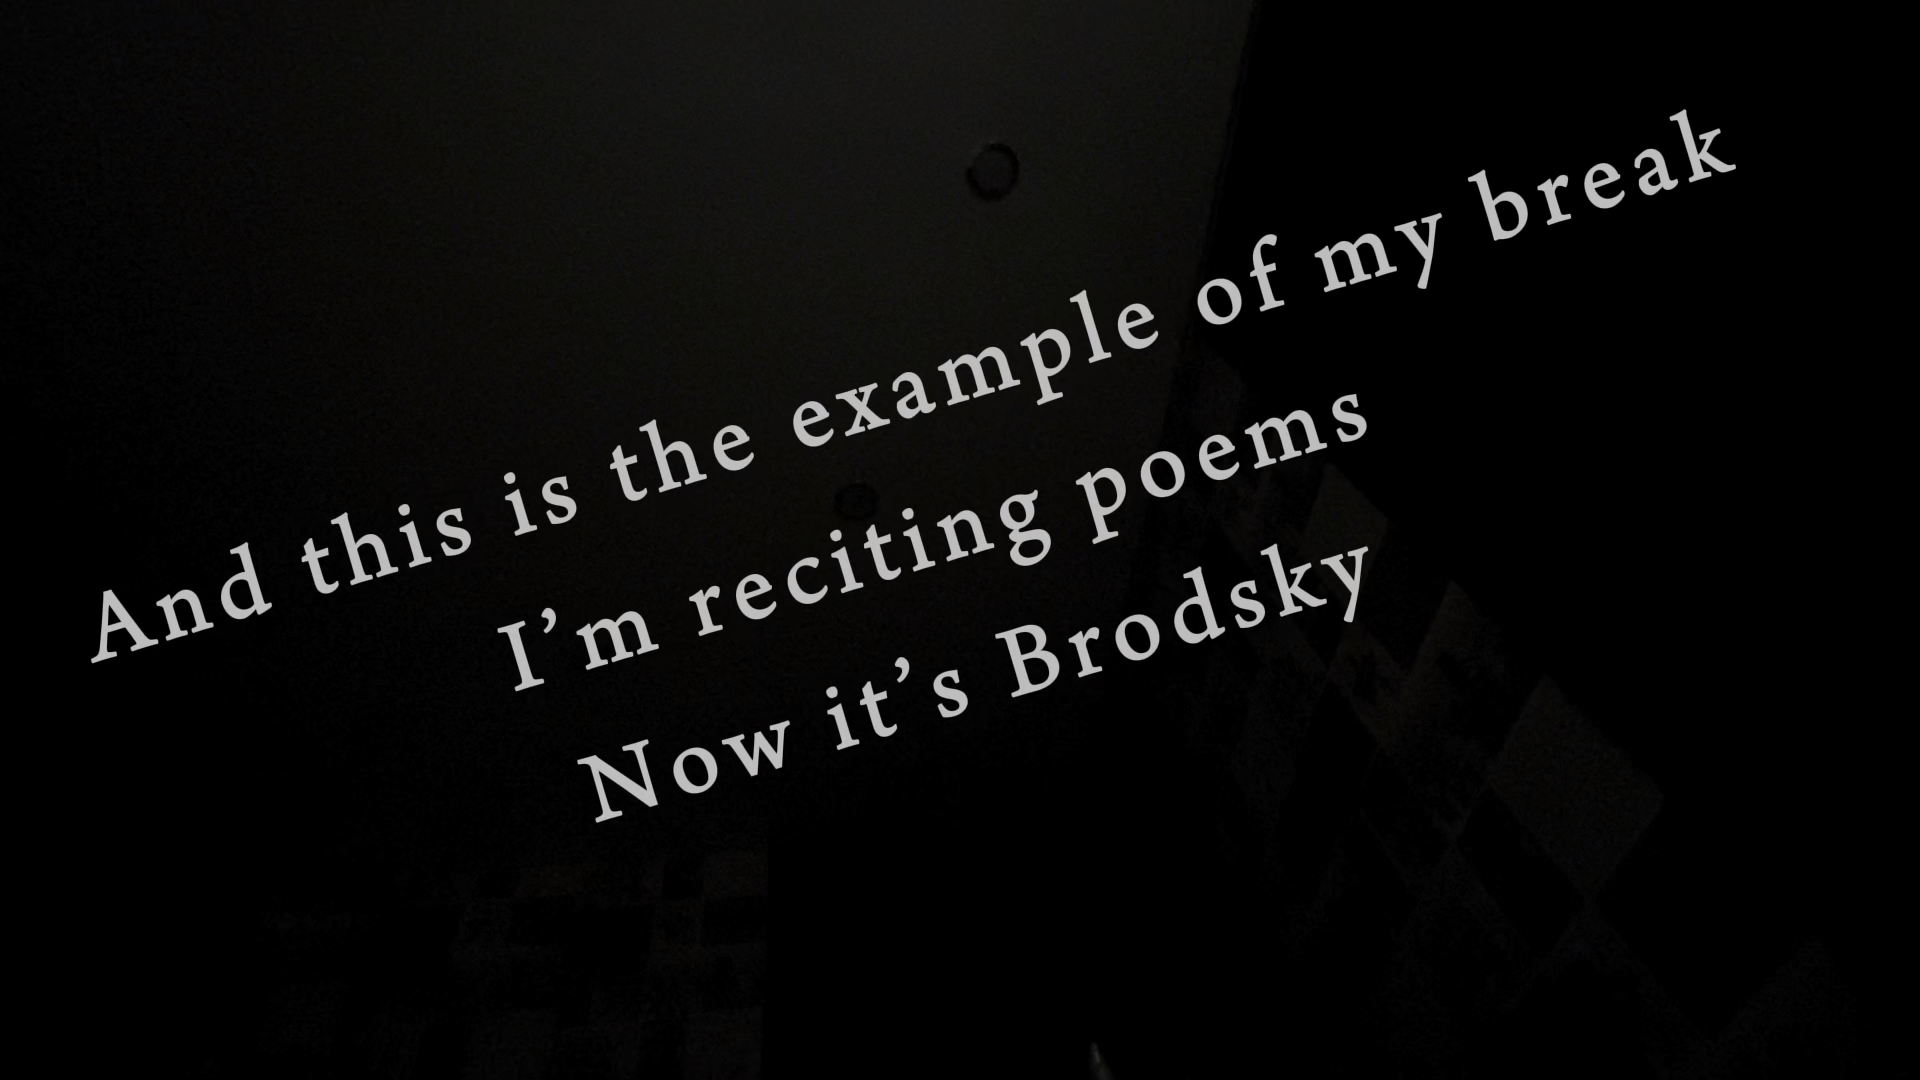 And this is the example of my break
I’m reciting poems
Now it’s Brodsky